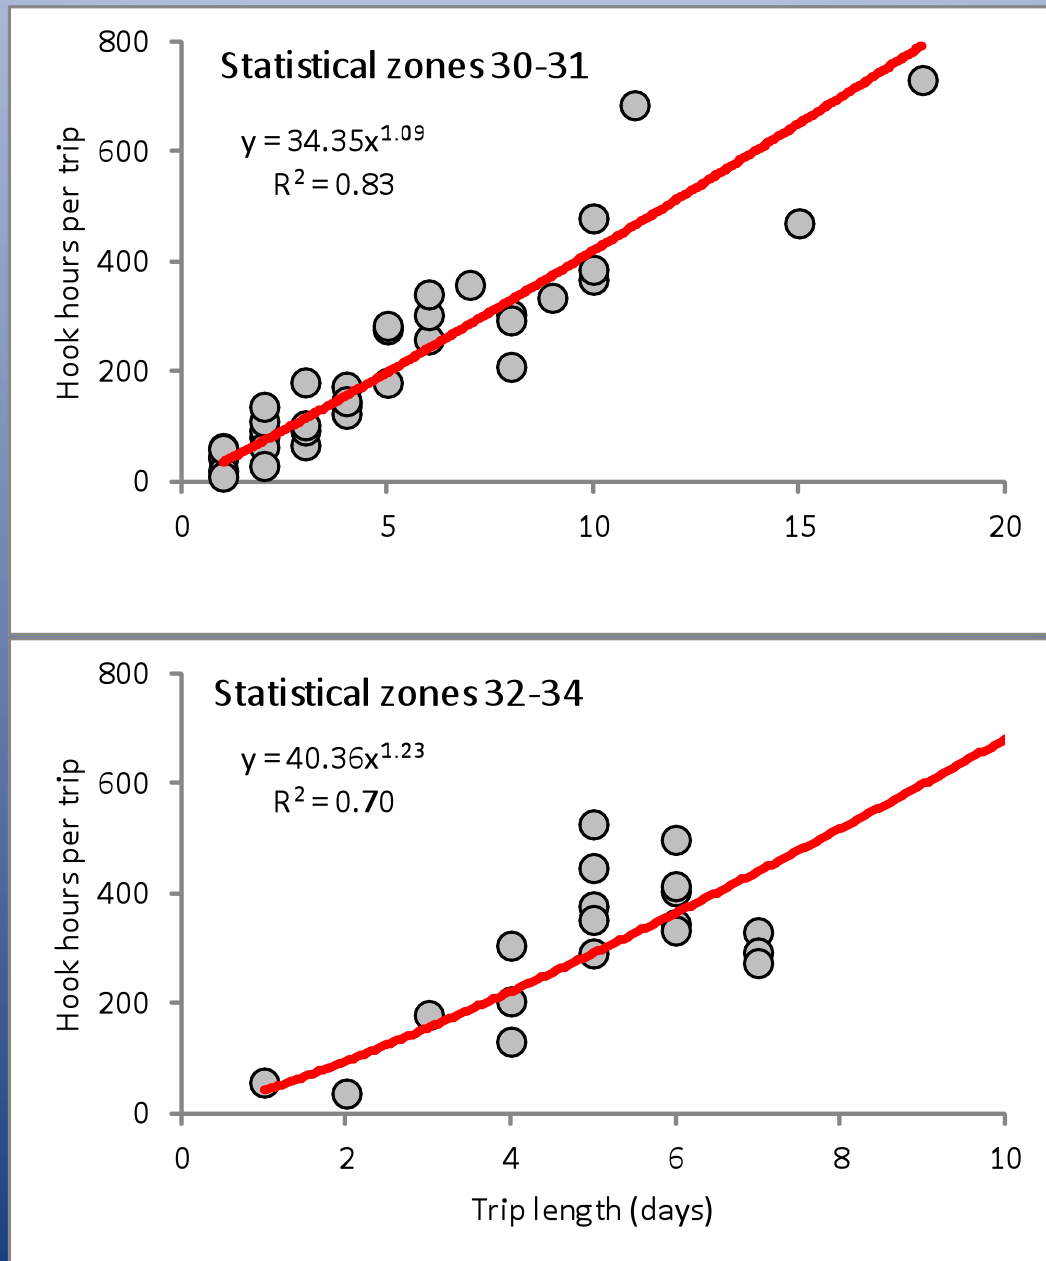 Statistical zones 30-31
y = 34.35x^1.09
R² = 0.83
Hook hours per trip
800
600
400
200
0
0 5 10 15 20
Statistical zones 32-34
y = 40.36x^1.23
R² = 0.70
Hook hours per trip
800
600
400
200
0
0 2 4 6 8 10
Trip length (days)